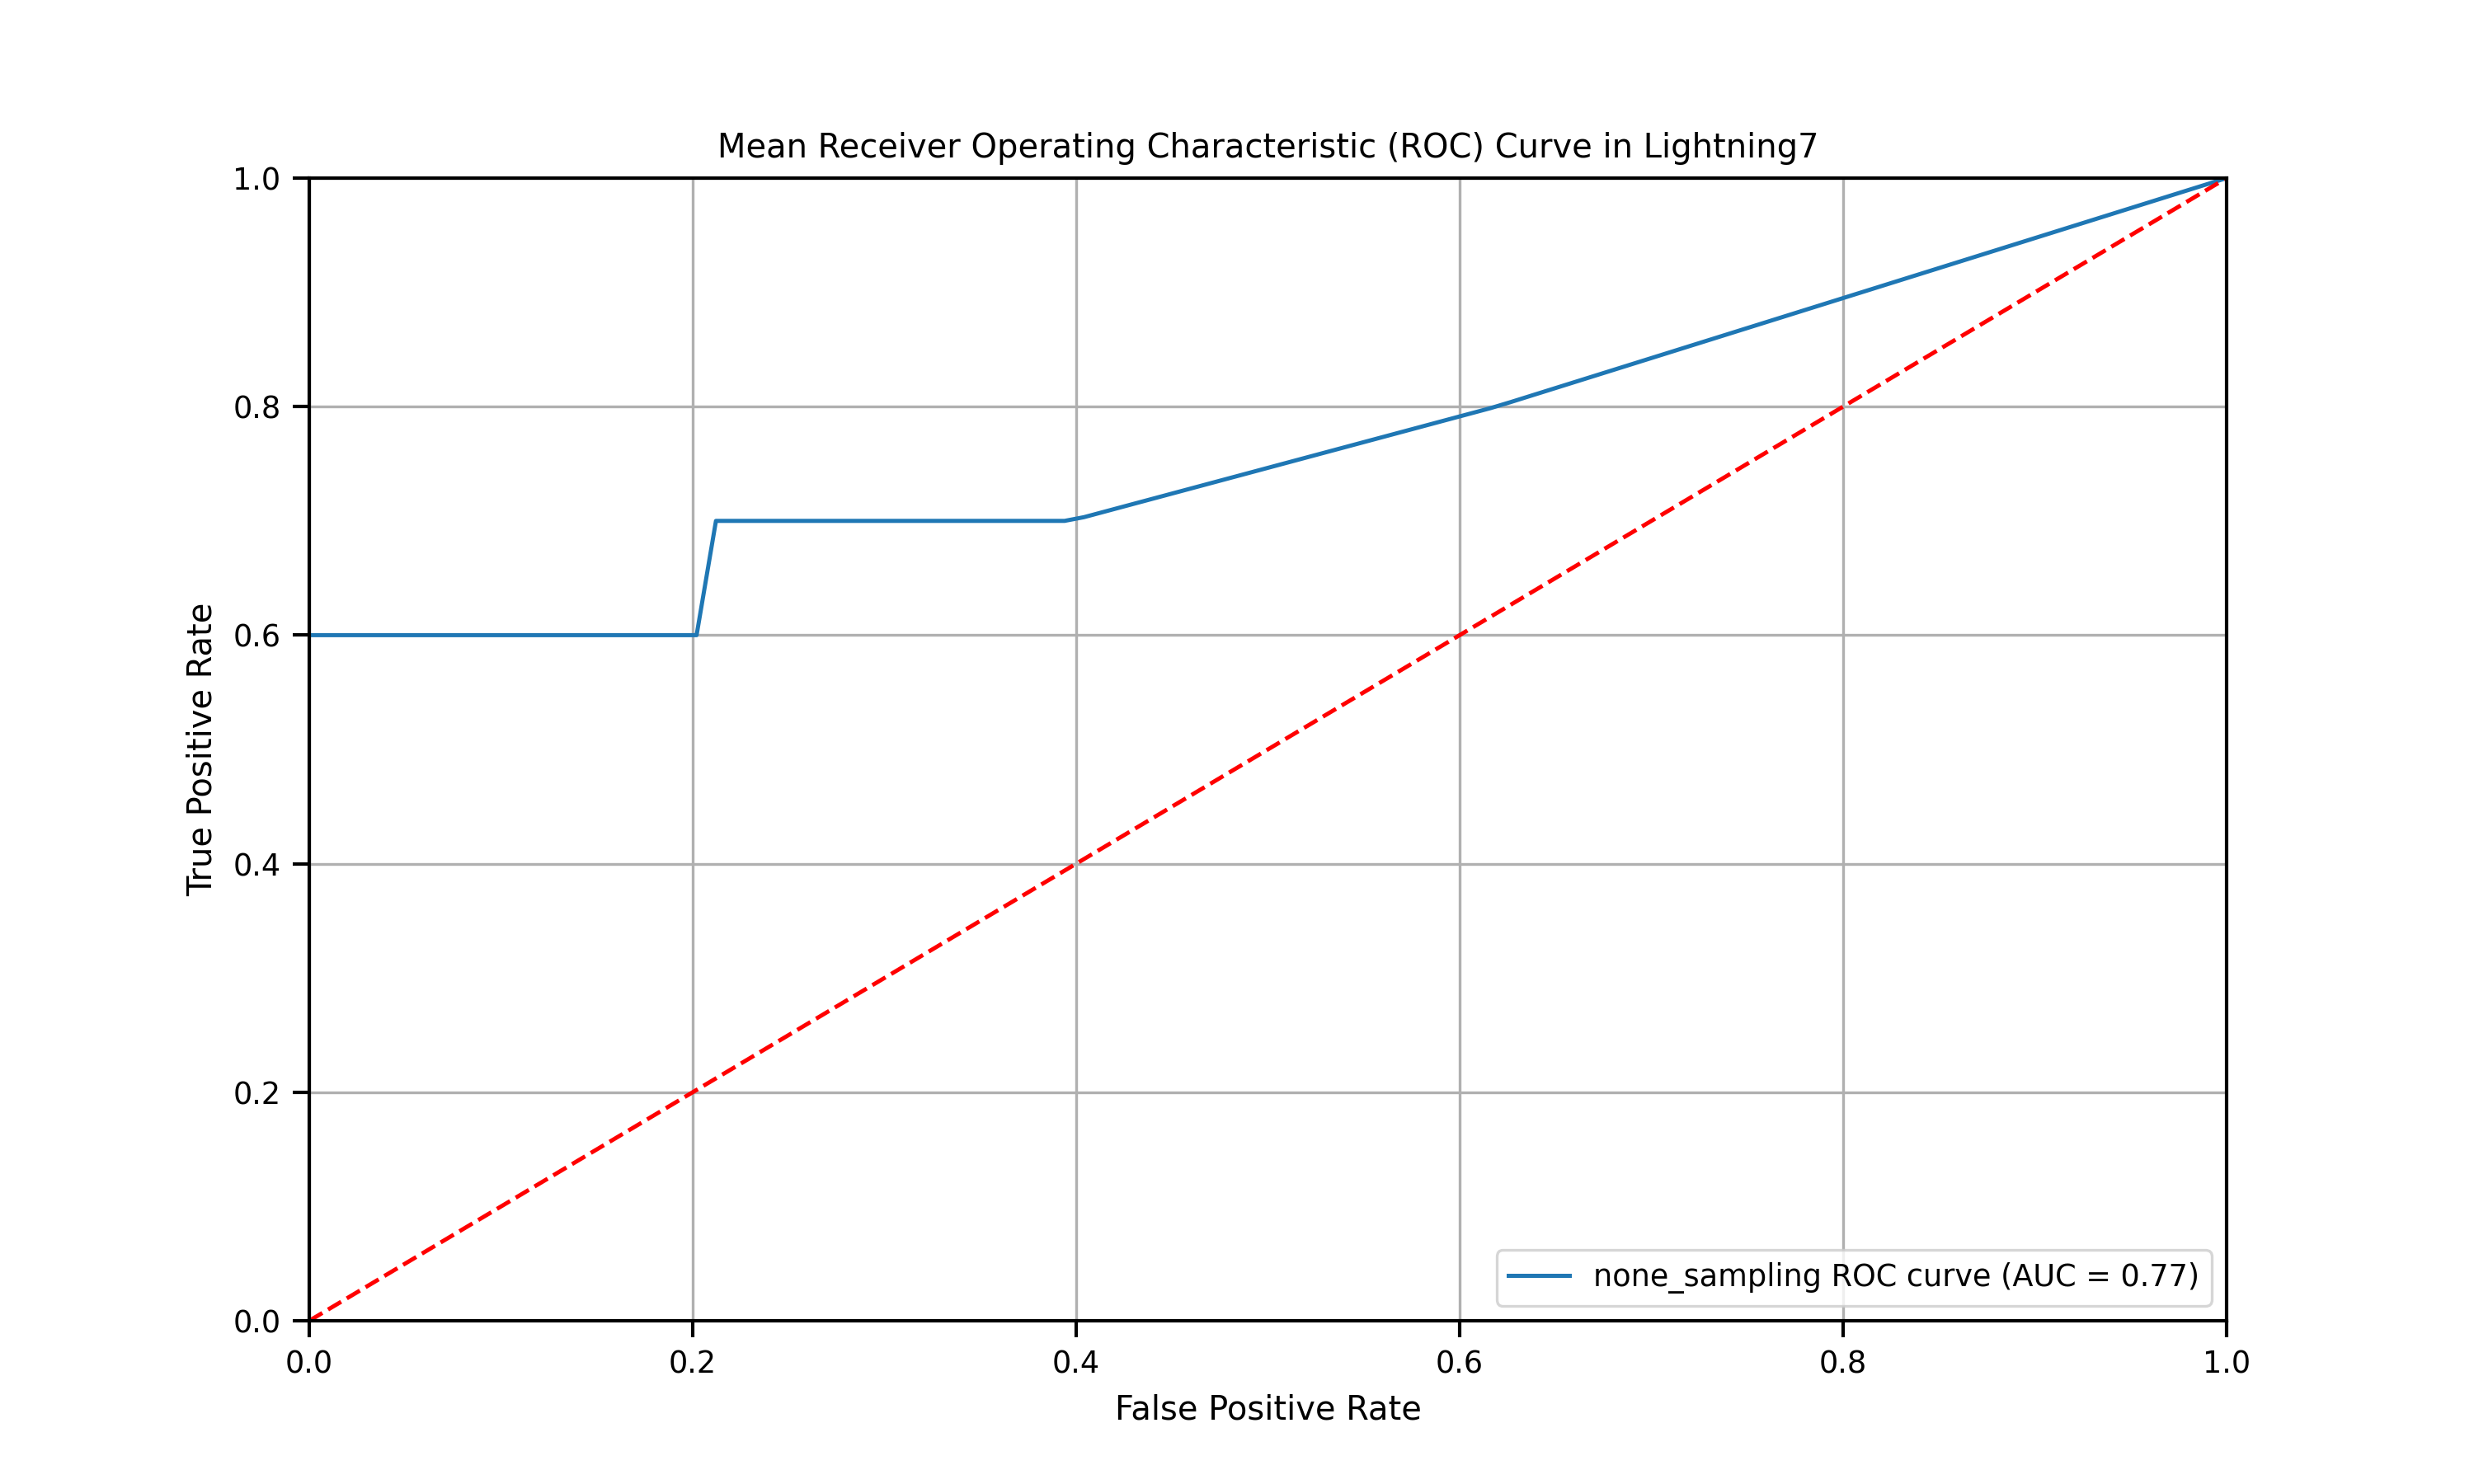 Mean Receiver Operating Characteristic (ROC) Curve in Lightning7
1.0
0.8
0.6
0.4
0.2
0.0
True Positive Rate
none_sampling ROC curve (AUC = 0.77)
0.0 0.2 0.4 0.6 0.8 1.0
False Positive Rate